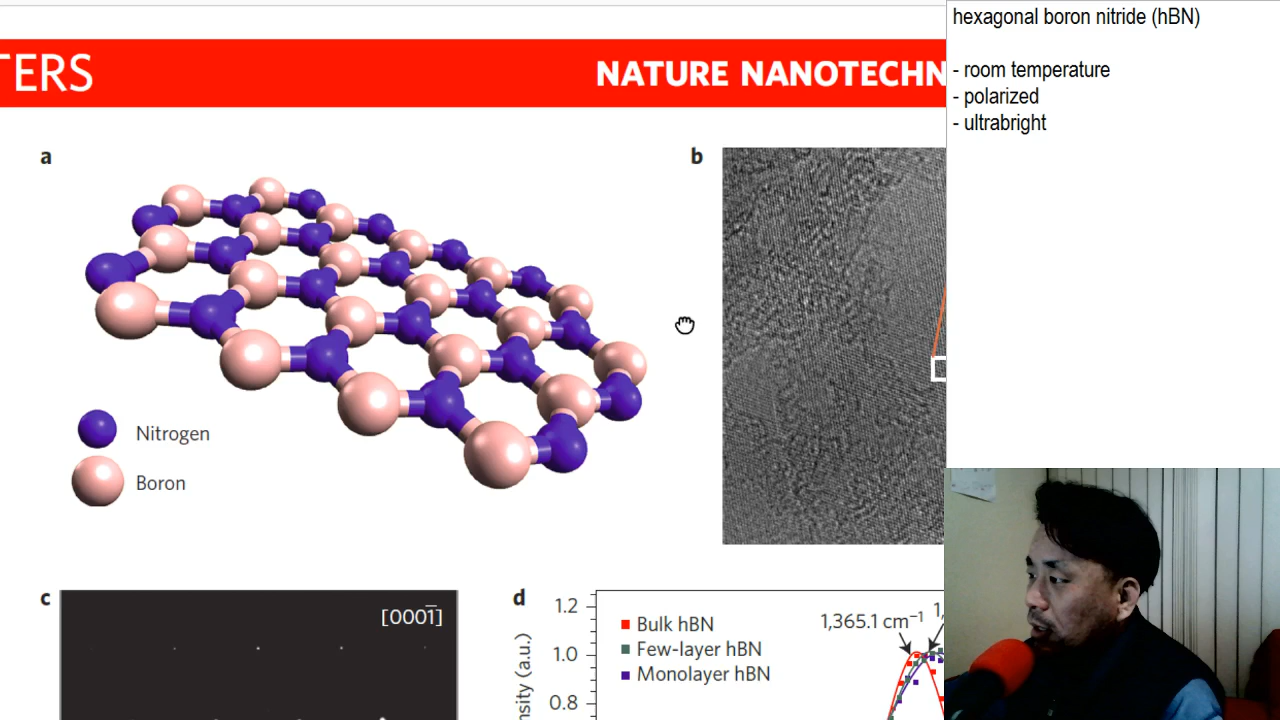 TERS
NATURE NANOTECHN
hexagonal boron nitride (hBN)
- room temperature
- polarized
- ultrabright
a
b
Nitrogen
Boron
c
[0001̄]
d
1.2
1.0
0.8
nsity (a.u.)
Bulk hBN
Few-layer hBN
Monolayer hBN
1,365.1 cm⁻¹
1,